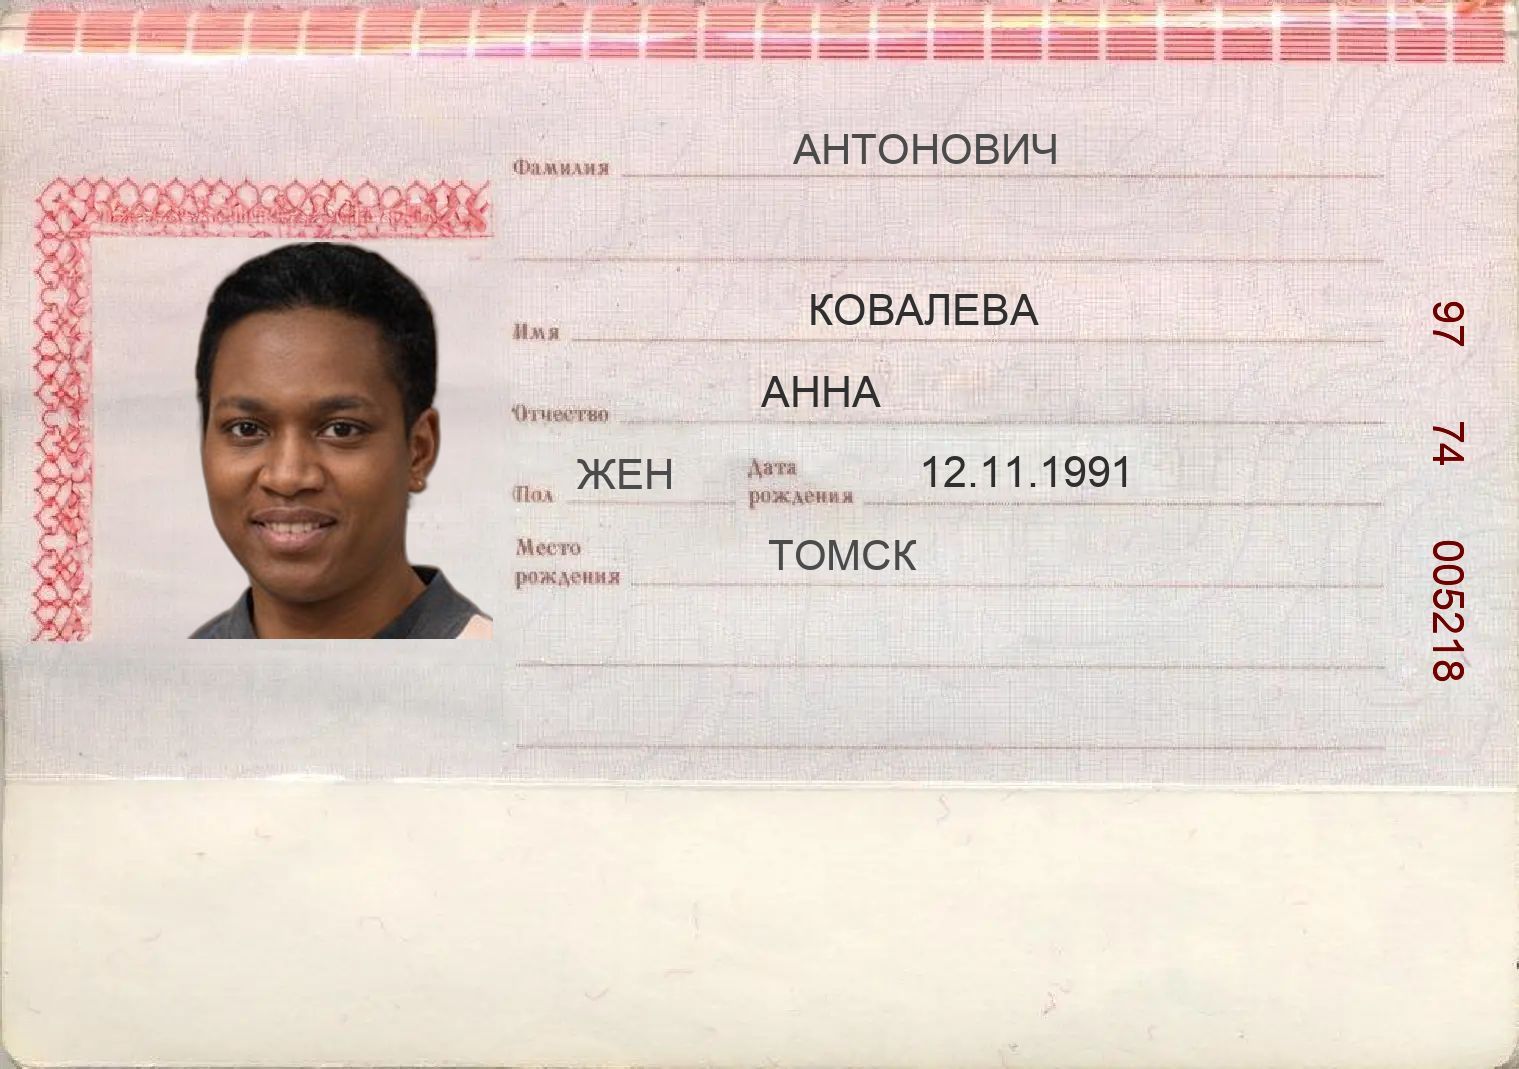 Фамилия АНТОНОВИЧ
Имя КОВАЛЕВА
Отчество АННА
Пол ЖЕН Дата рождения 12.11.1991
Место рождения ТОМСК
97 74 005218